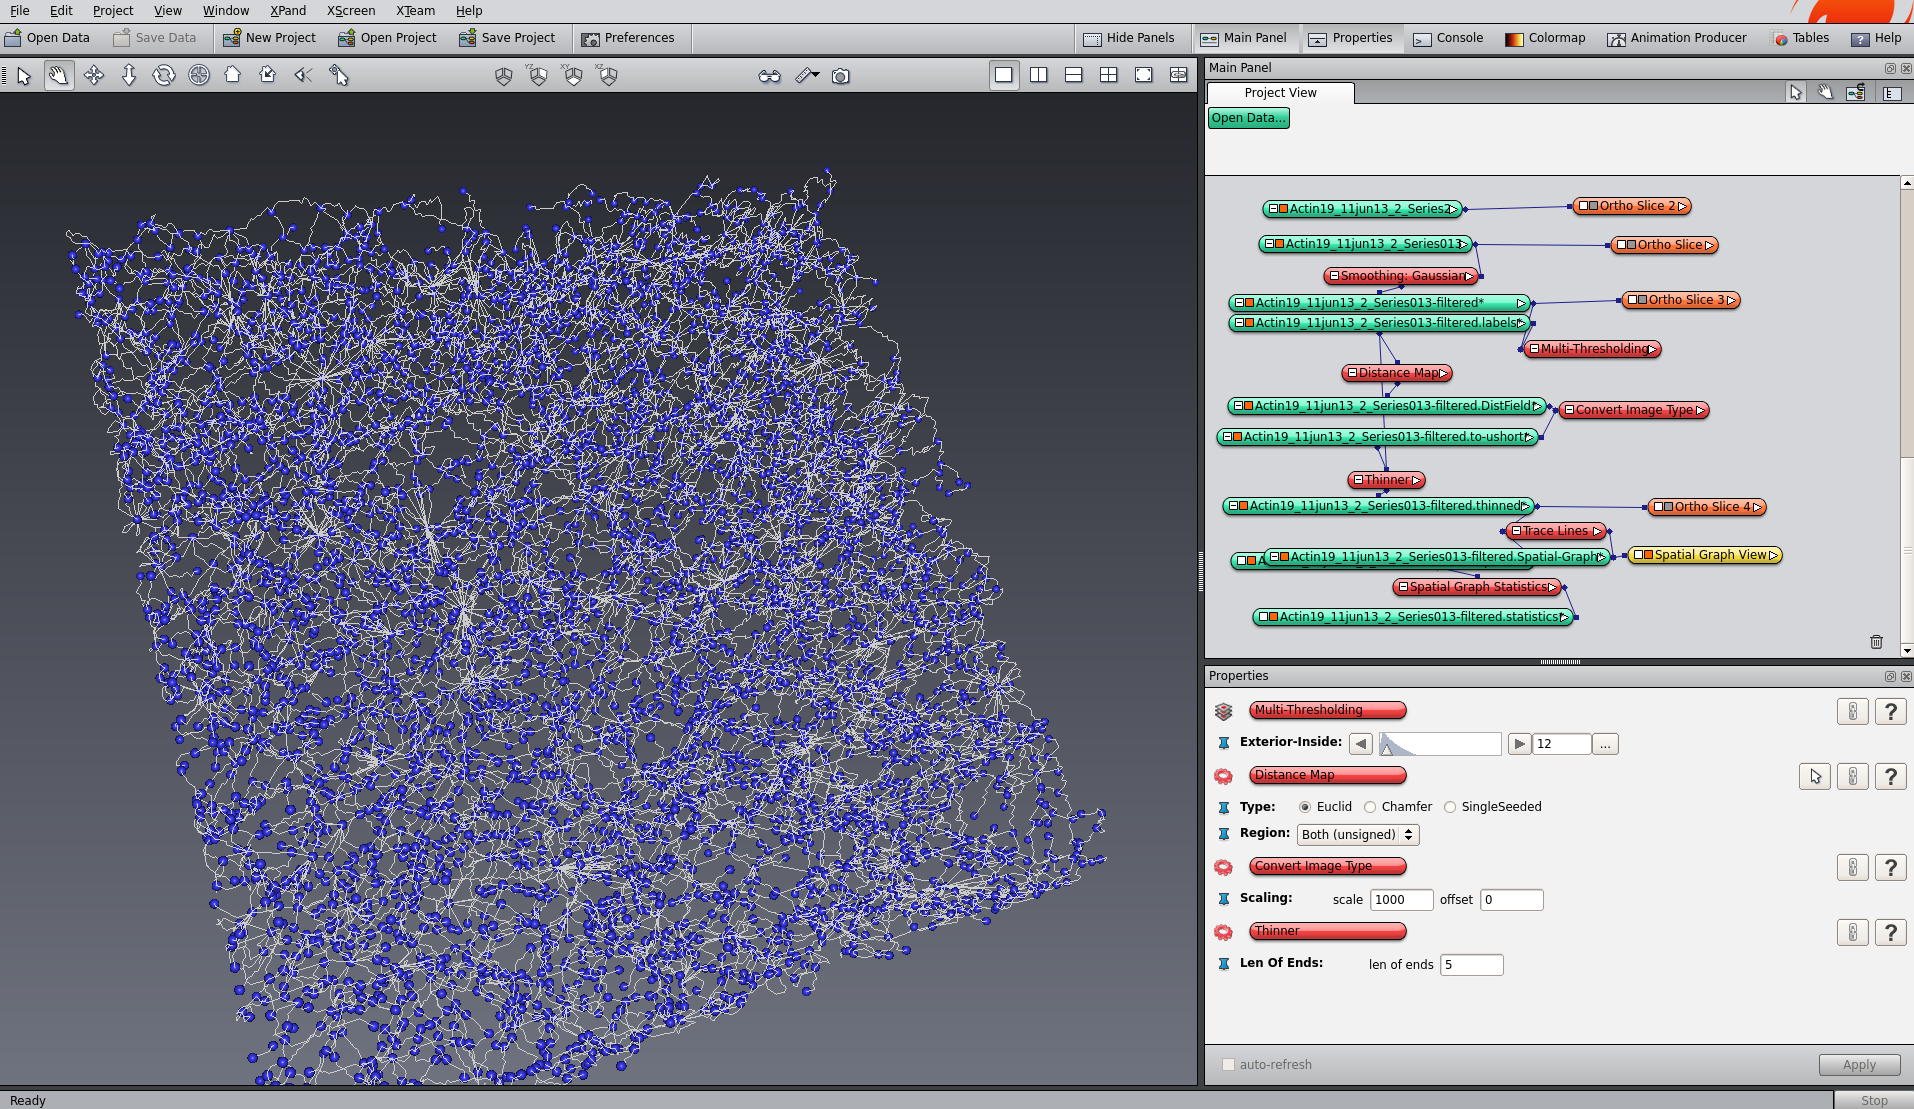 File Edit Project View Window XPand XScreen XTeam Help
Open Data Save Data New Project Open Project Save Project Preferences Hide Panels Main Panel Properties Console Colormap Animation Producer Tables Help
YZ XY XZ
Main Panel
Project View
Open Data...
Actin19_11jun13_2_Series2 Ortho Slice 2
Actin19_11jun13_2_Series013 Ortho Slice
Smoothing: Gaussian
Actin19_11jun13_2_Series013-filtered* Ortho Slice 3
Actin19_11jun13_2_Series013-filtered.labels*
Multi-Thresholding
Distance Map
Actin19_11jun13_2_Series013-filtered.DistField*
Convert Image Type
Actin19_11jun13_2_Series013-filtered.to-ushort*
Thinner
Actin19_11jun13_2_Series013-filtered.thinned* Ortho Slice 4
Trace Lines
Actin19_11jun13_2_Series013-filtered.Spatial-Graph* Spatial Graph View
Spatial Graph Statistics
Actin19_11jun13_2_Series013-filtered.statistics*
Properties
Multi-Thresholding ?
Exterior-Inside: 12 ...
Distance Map ?
Type: Euclid Chamfer SingleSeeded
Region: Both (unsigned)
Convert Image Type ?
Scaling: scale 1000 offset 0
Thinner ?
Len Of Ends: len of ends 5
auto-refresh Apply
Ready Stop